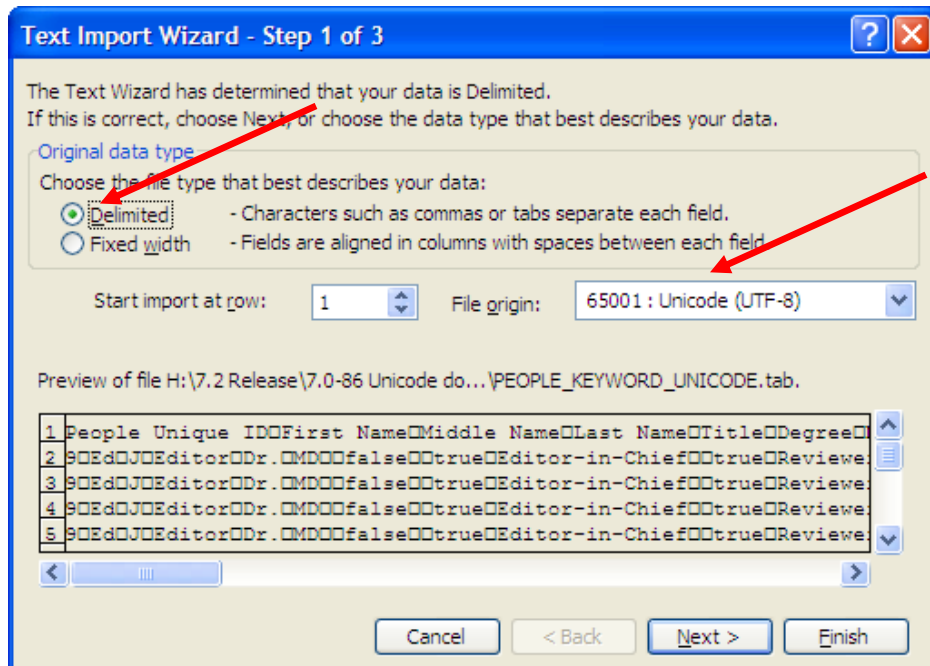 Text Import Wizard - Step 1 of 3
The Text Wizard has determined that your data is Delimited.
If this is correct, choose Next, or choose the data type that best describes your data.
Original data type
Choose the file type that best describes your data:
Delimited - Characters such as commas or tabs separate each field.
Fixed width - Fields are aligned in columns with spaces between each field.
Start import at row: 1 File origin: 65001 : Unicode (UTF-8)
Preview of file H:\7.2 Release\7.0-86 Unicode do...\PEOPLE_KEYWORD_UNICODE.tab.
1 People Unique ID□First Name□Middle Name□Last Name□Title□Degree□
2 9□Ed□J□Editor□Dr.□MD□□false□□true□Editor-in-Chief□□true□Reviewe
3 9□Ed□J□Editor□Dr.□MD□□false□□true□Editor-in-Chief□□true□Reviewe
4 9□Ed□J□Editor□Dr.□MD□□false□□true□Editor-in-Chief□□true□Reviewe
5 9□Ed□J□Editor□Dr.□MD□□false□□true□Editor-in-Chief□□true□Reviewe
Cancel < Back Next > Finish